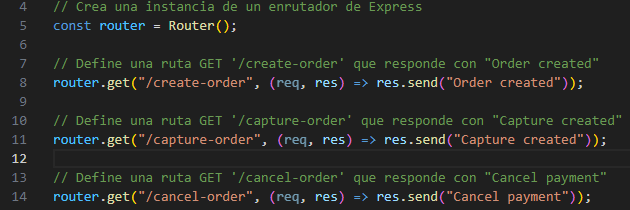 4 // Crea una instancia de un enrutador de Express
5 const router = Router();
6
7 // Define una ruta GET '/create-order' que responde con "Order created"
8 router.get("/create-order", (req, res) => res.send("Order created"));
9
10 // Define una ruta GET '/capture-order' que responde con "Capture created"
11 router.get("/capture-order", (req, res) => res.send("Capture created"));
12
13 // Define una ruta GET '/cancel-order' que responde con "Cancel payment"
14 router.get("/cancel-order", (req, res) => res.send("Cancel payment"));